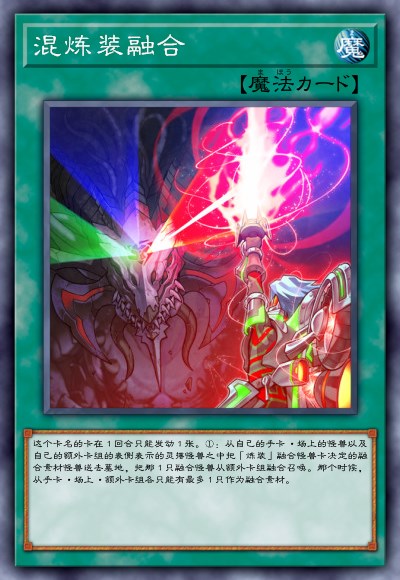 混炼装融合
魔
【魔法カード】
ま ほう
这个卡名的卡在1回合只能发动1张。①：从自己的手卡·场上的怪兽以及
自己的额外卡组的表侧表示的灵摆怪兽之中把「炼装」融合怪兽卡决定的融
合素材怪兽送去墓地，把那1只融合怪兽从额外卡组融合召唤。那个时候，
从手卡·场上·额外卡组各只能有最多1只作为融合素材。